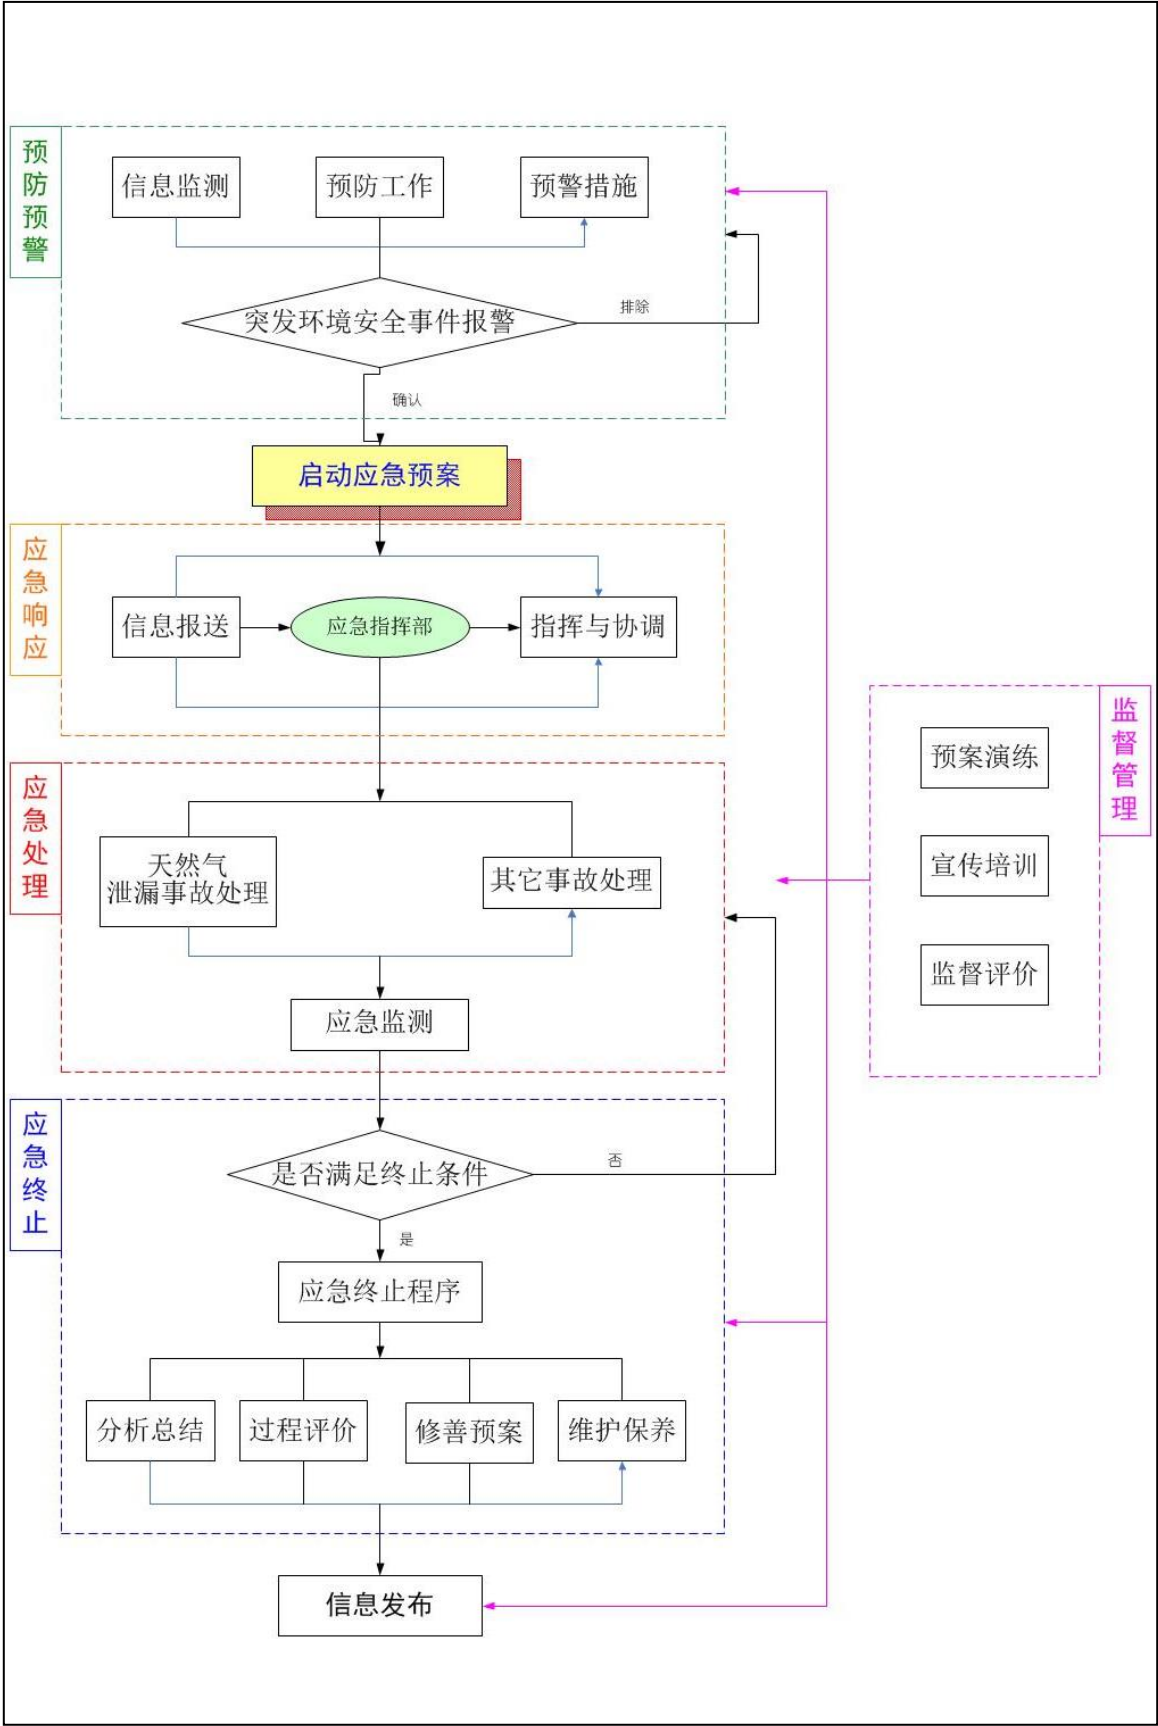 预防预警
信息监测
预防工作
预警措施
突发环境安全事件报警
排除
确认
启动应急预案
应急响应
信息报送
应急指挥部
指挥与协调
监督管理
预案演练
宣传培训
监督评价
应急处理
天然气
泄漏事故处理
其它事故处理
应急监测
应急终止
是否满足终止条件
否
是
应急终止程序
分析总结
过程评价
修善预案
维护保养
信息发布